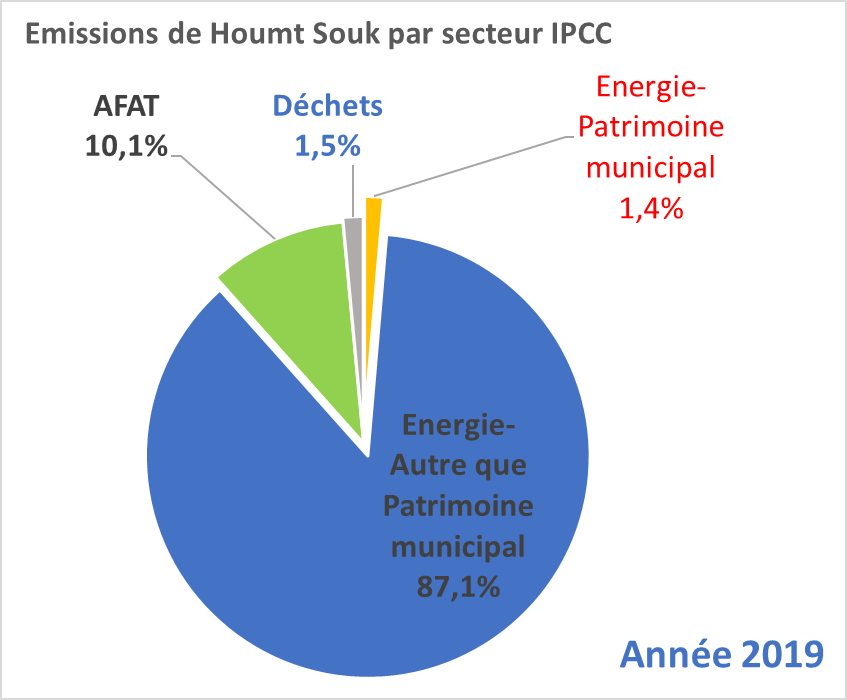 Emissions de Houmt Souk par secteur IPCC
AFAT
10,1%
Déchets
1,5%
Energie-
Patrimoine
municipal
1,4%
Energie-
Autre que
Patrimoine
municipal
87,1%
Année 2019